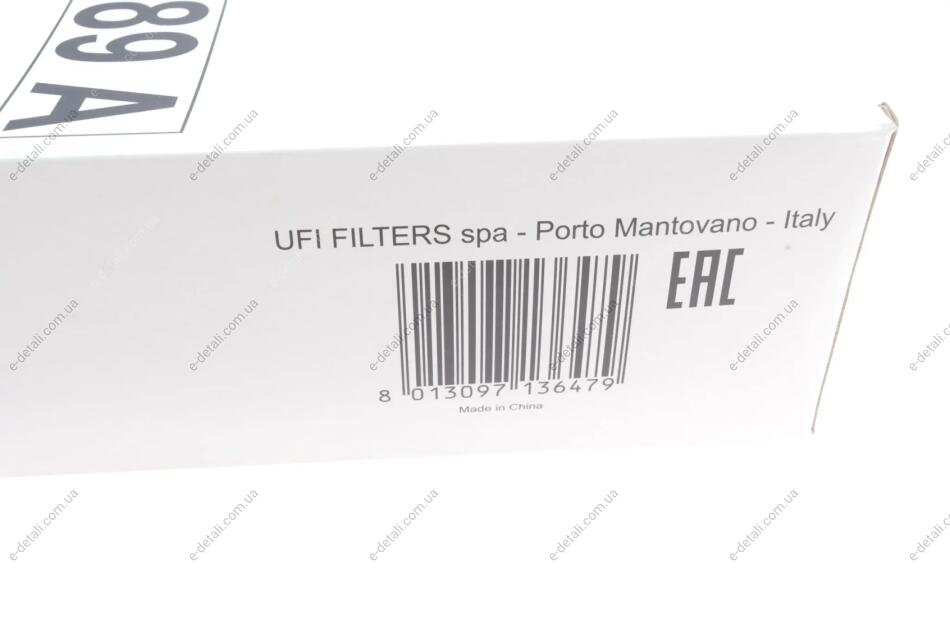 89 A
UFI FILTERS spa - Porto Mantovano - Italy
EAC
8 013097 136479
Made in China
e-detali.com.ua